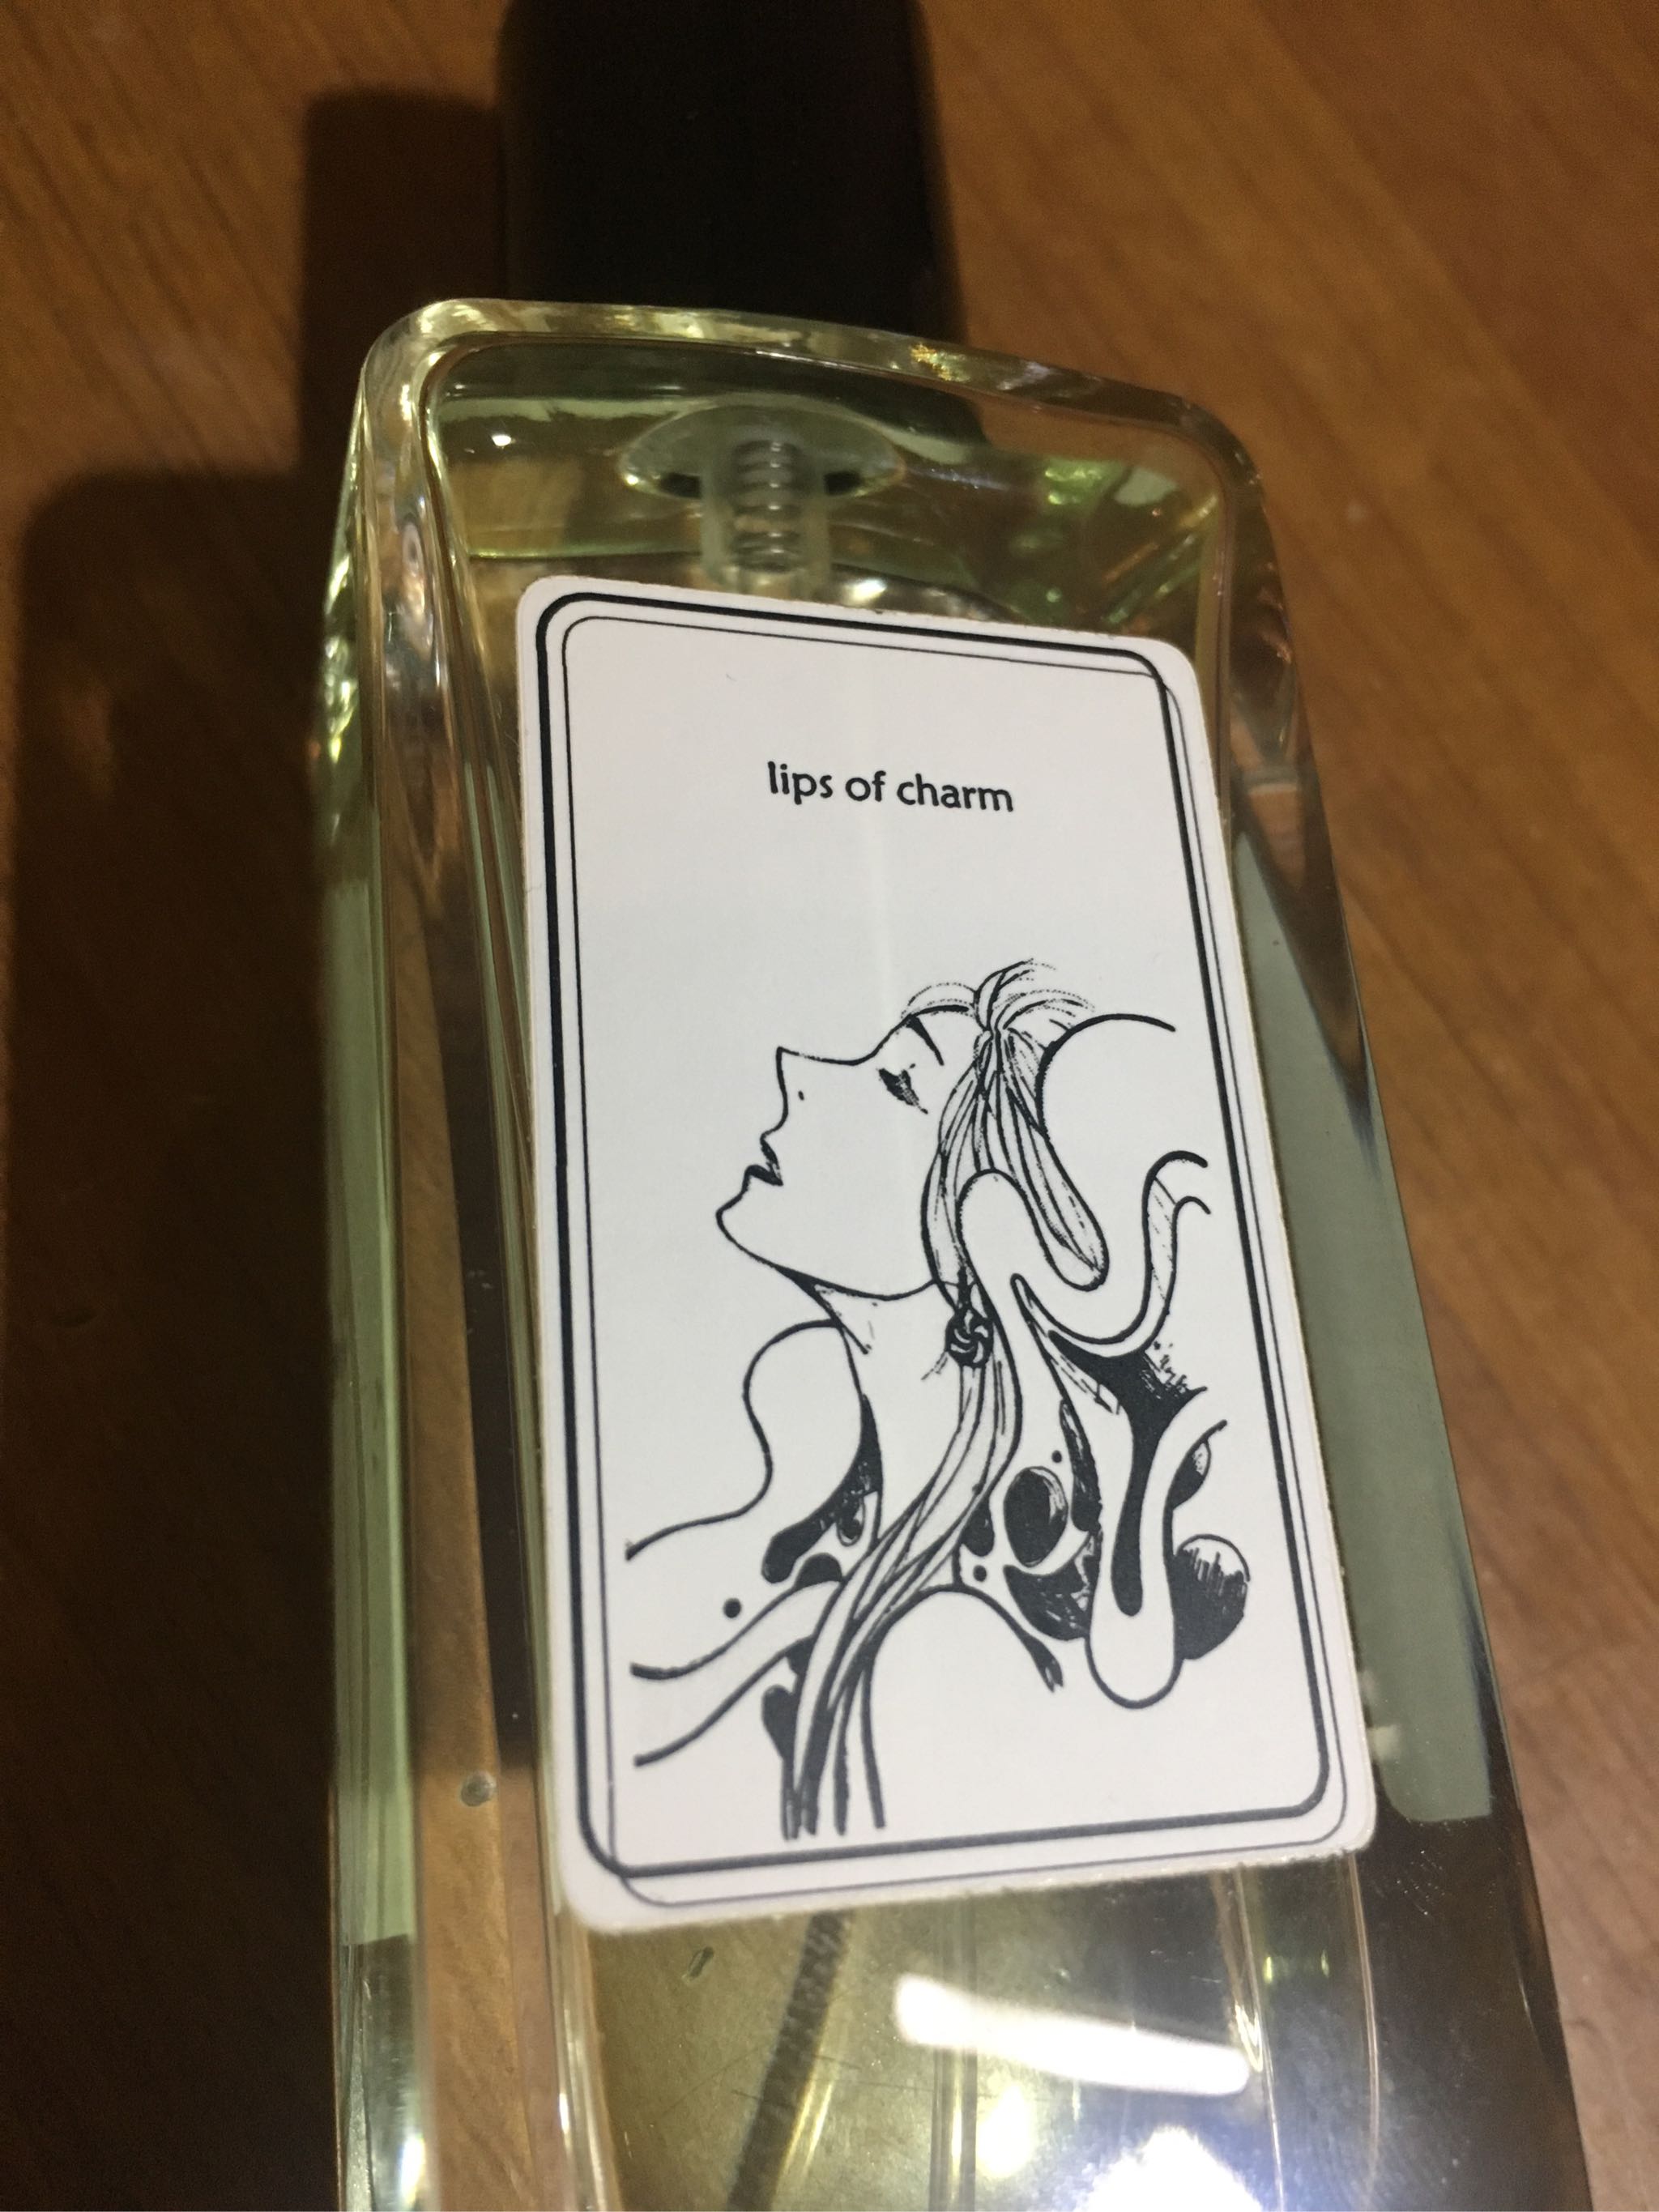 lips of charm